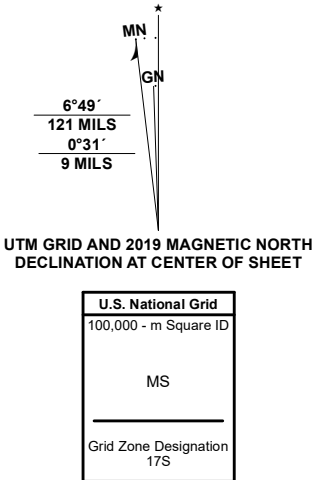 ★
MN
GN
6°49´
121 MILS
0°31´
9 MILS
UTM GRID AND 2019 MAGNETIC NORTH
DECLINATION AT CENTER OF SHEET
U.S. National Grid
100,000 - m Square ID
MS
Grid Zone Designation
17S